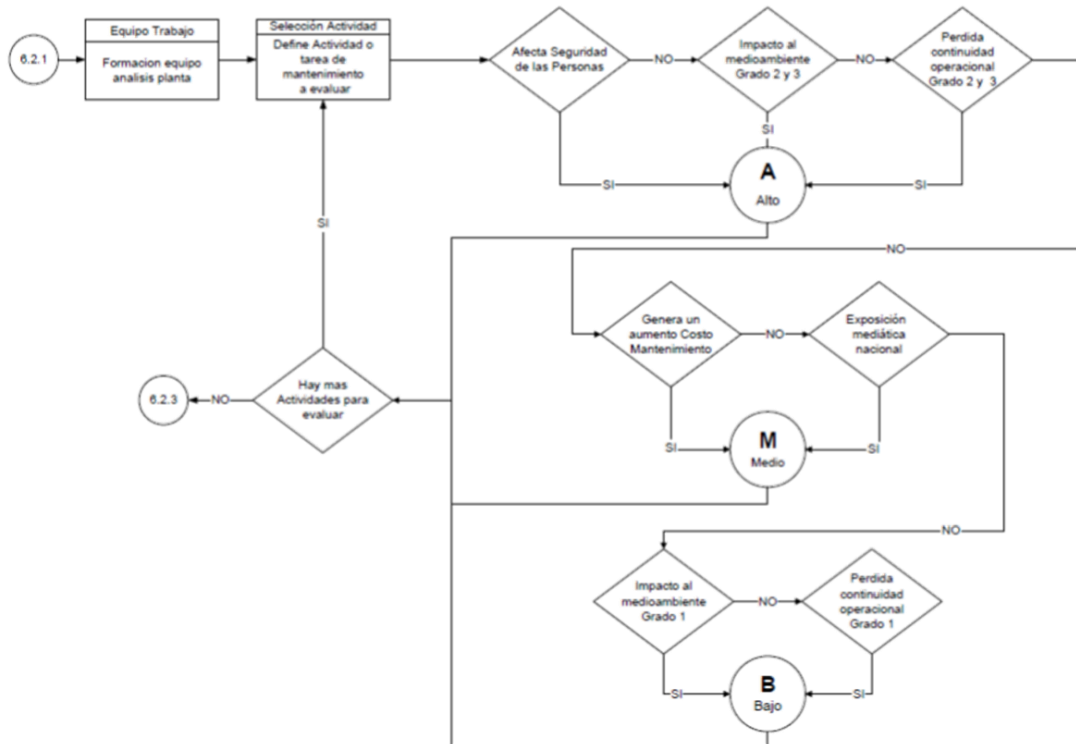 6.2.1
Equipo Trabajo
Formacion equipo
analisis planta
Selección Actividad
Define Actividad o
tarea de
mantenimiento
a evaluar
Afecta Seguridad
de las Personas
NO
Impacto al
medioambiente
Grado 2 y 3
NO
Perdida
continuidad
operacional
Grado 2 y 3
SI
SI
SI
A
Alto
NO
SI
Genera un
aumento Costo
Mantenimiento
NO
Exposición
mediática
nacional
6.2.3
NO
Hay mas
Actividades para
evaluar
SI
M
Medio
SI
NO
Impacto al
medioambiente
Grado 1
NO
Perdida
continuidad
operacional
Grado 1
SI
B
Bajo
SI